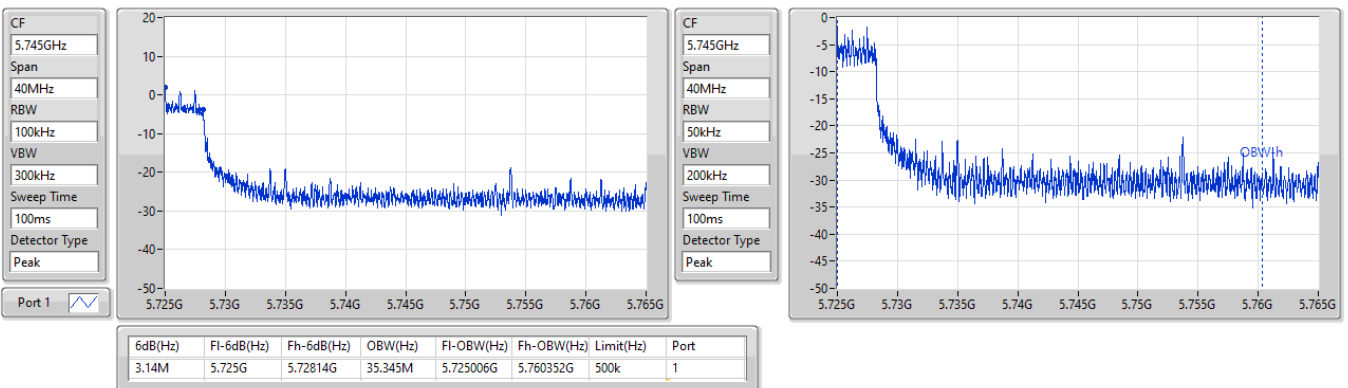 CF
5.745GHz
Span
40MHz
RBW
100kHz
VBW
300kHz
Sweep Time
100ms
Detector Type
Peak
Port 1
20
10
0
-10
-20
-30
-40
-50
5.725G 5.73G 5.735G 5.74G 5.745G 5.75G 5.755G 5.76G 5.765G
CF
5.745GHz
Span
40MHz
RBW
50kHz
VBW
200kHz
Sweep Time
100ms
Detector Type
Peak
0
-5
-10
-15
-20
-25
-30
-35
-40
-45
-50
OBW-h
5.725G 5.73G 5.735G 5.74G 5.745G 5.75G 5.755G 5.76G 5.765G
6dB(Hz) Fl-6dB(Hz) Fh-6dB(Hz) OBW(Hz) Fl-OBW(Hz) Fh-OBW(Hz) Limit(Hz) Port
3.14M 5.725G 5.72814G 35.345M 5.725006G 5.760352G 500k 1